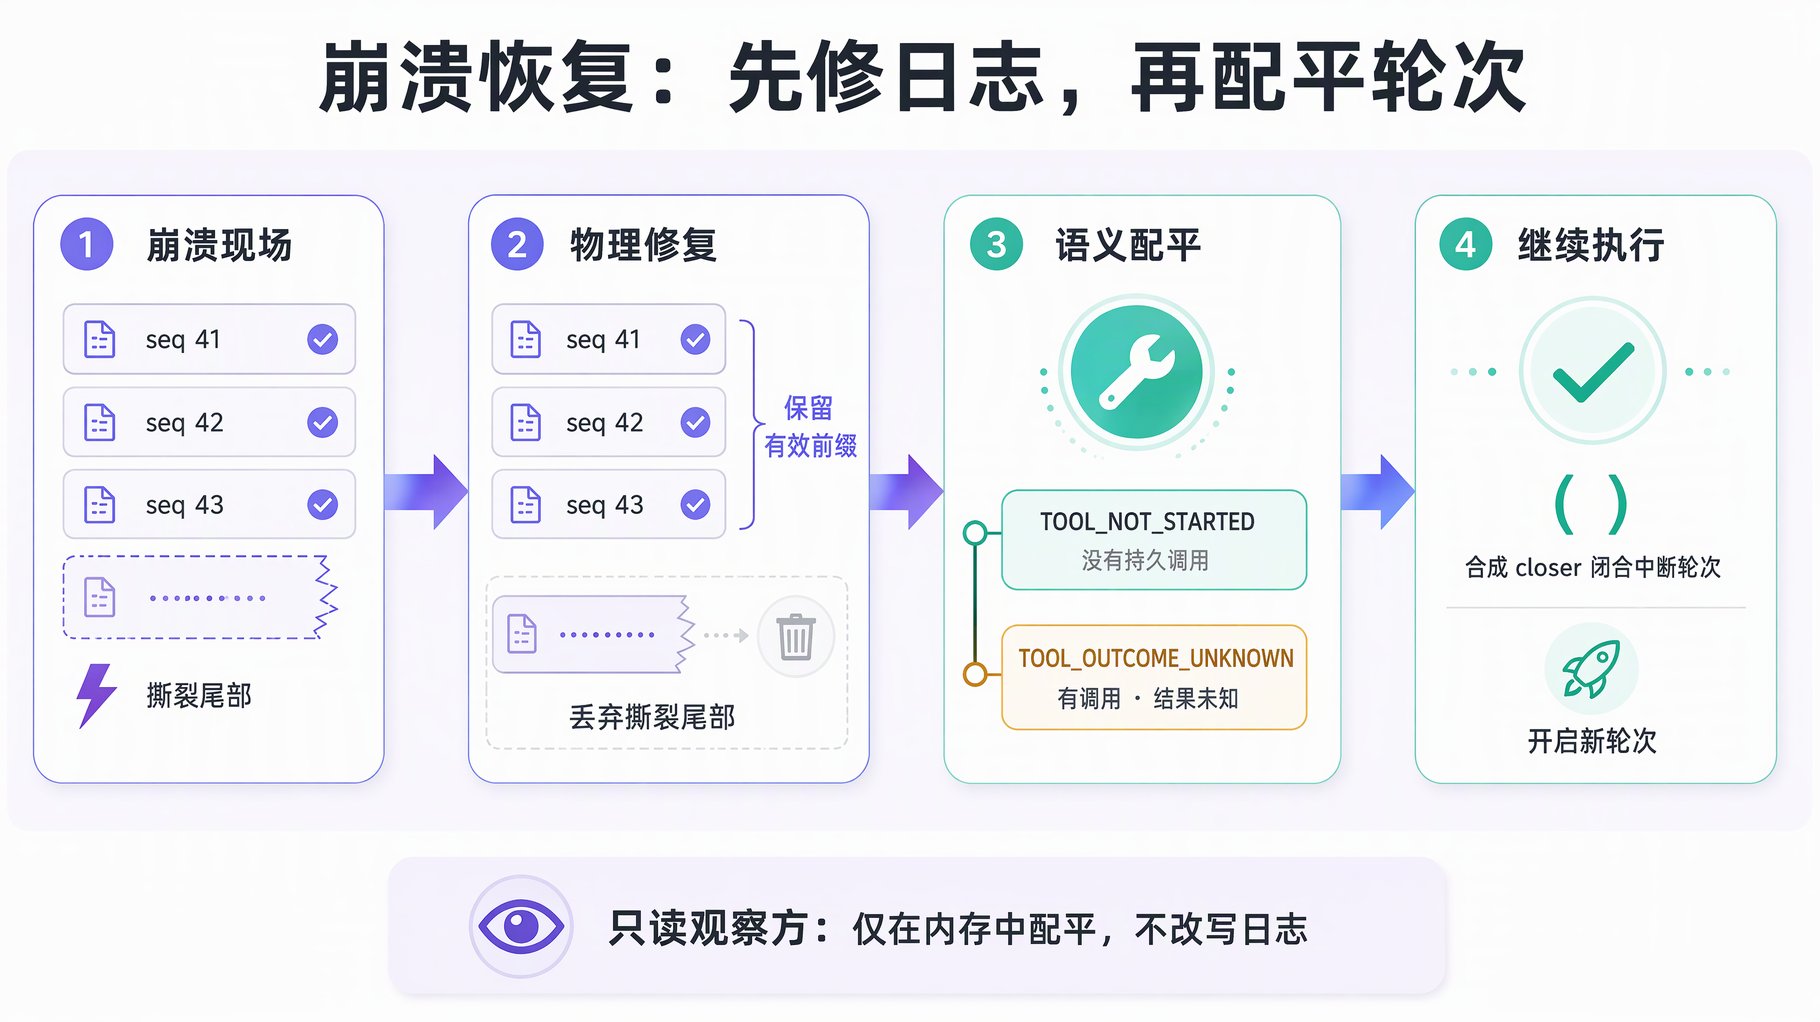 崩溃恢复：先修日志，再配平轮次
1 崩溃现场
seq 41
seq 42
seq 43
撕裂尾部
2 物理修复
seq 41
seq 42
seq 43
保留
有效前缀
丢弃撕裂尾部
3 语义配平
TOOL_NOT_STARTED
没有持久调用
TOOL_OUTCOME_UNKNOWN
有调用 · 结果未知
4 继续执行
( )
合成 closer 闭合中断轮次
开启新轮次
只读观察方：仅在内存中配平，不改写日志